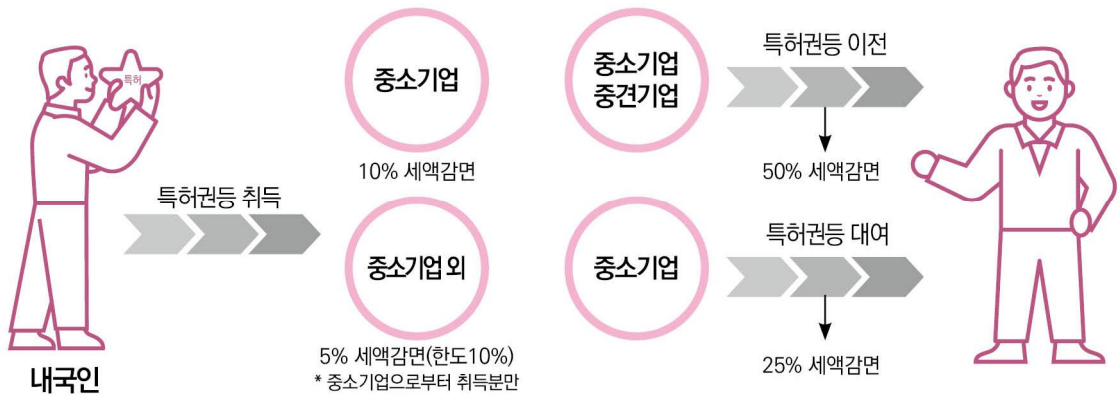 특허
내국인
특허권등 취득
중소기업
10% 세액감면
중소기업 외
5% 세액감면(한도10%)
* 중소기업으로부터 취득분만
중소기업
중견기업
특허권등 이전
50% 세액감면
중소기업
특허권등 대여
25% 세액감면